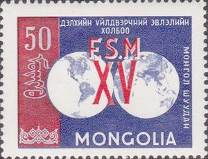 ДЭЛХИЙН ҮЙЛДВЭРЧНИЙ ЭВЛЭЛИЙН
ХОЛБОО
50
F.S.M
XV
МОНГОЛ ШУУДАН
MONGOLIA